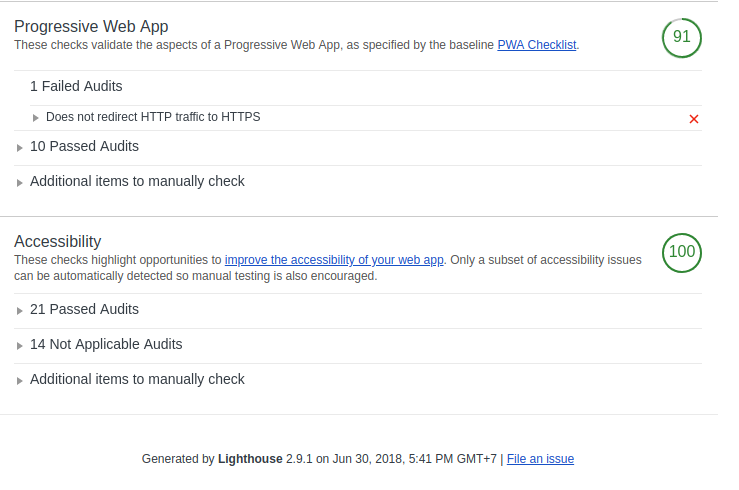 Progressive Web App
91
These checks validate the aspects of a Progressive Web App, as specified by the baseline PWA Checklist.
1 Failed Audits
Does not redirect HTTP traffic to HTTPS
10 Passed Audits
Additional items to manually check
Accessibility
100
These checks highlight opportunities to improve the accessibility of your web app. Only a subset of accessibility issues
can be automatically detected so manual testing is also encouraged.
21 Passed Audits
14 Not Applicable Audits
Additional items to manually check
Generated by Lighthouse 2.9.1 on Jun 30, 2018, 5:41 PM GMT+7 | File an issue